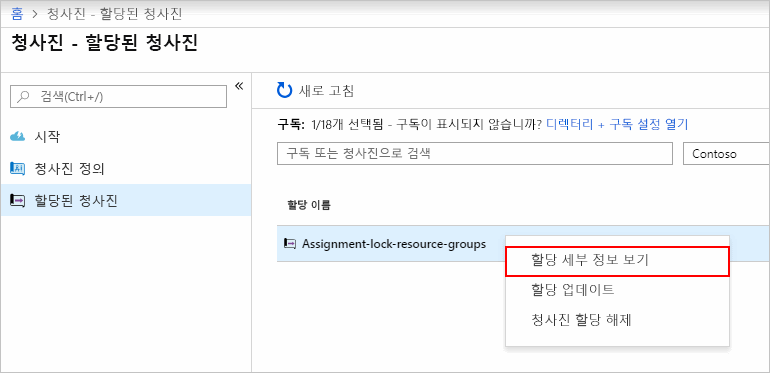 홈 > 청사진 - 할당된 청사진
청사진 - 할당된 청사진
검색(Ctrl+/)
«
시작
청사진 정의
할당된 청사진
새로 고침
구독: 1/18개 선택됨 - 구독이 표시되지 않습니까? 디렉터리 + 구독 설정 열기
구독 또는 청사진으로 검색
Contoso
할당 이름
Assignment-lock-resource-groups
할당 세부 정보 보기
할당 업데이트
청사진 할당 해제